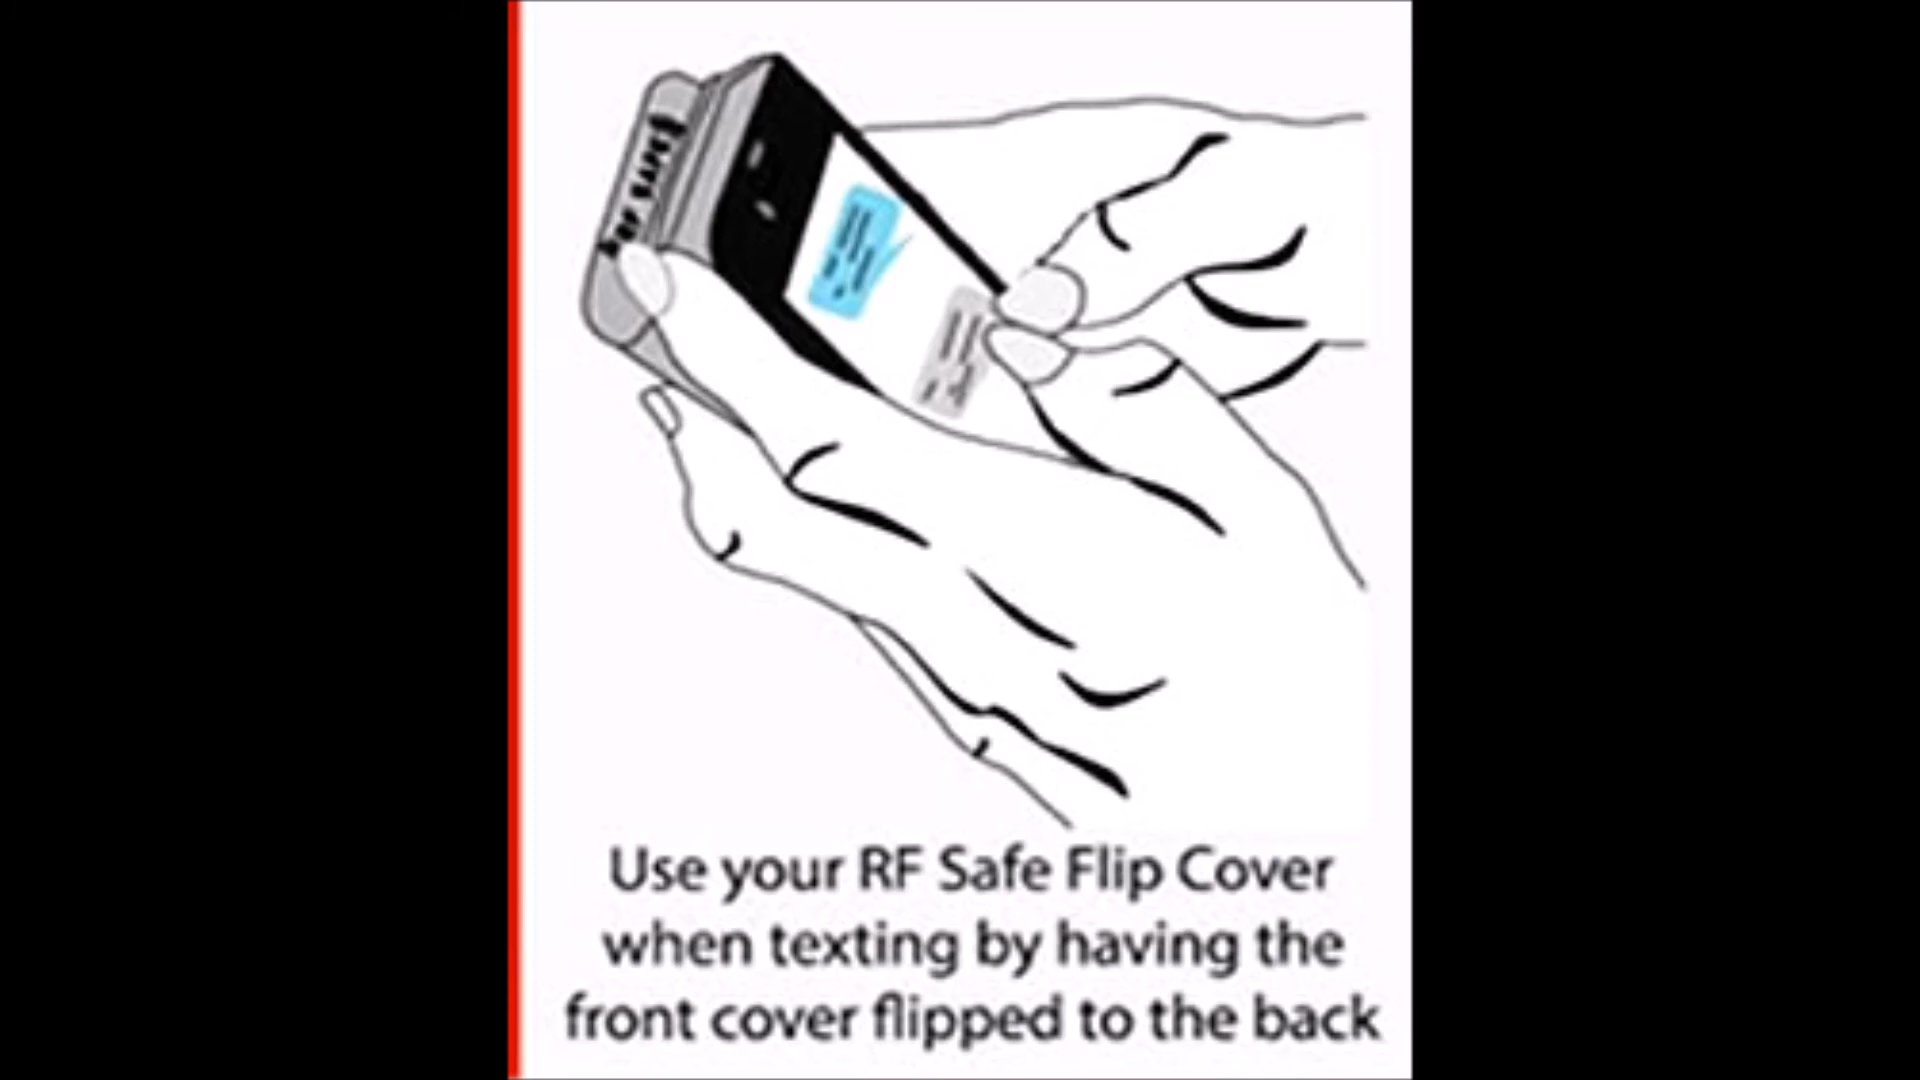 Use your RF Safe Flip Cover
when texting by having the
front cover flipped to the back